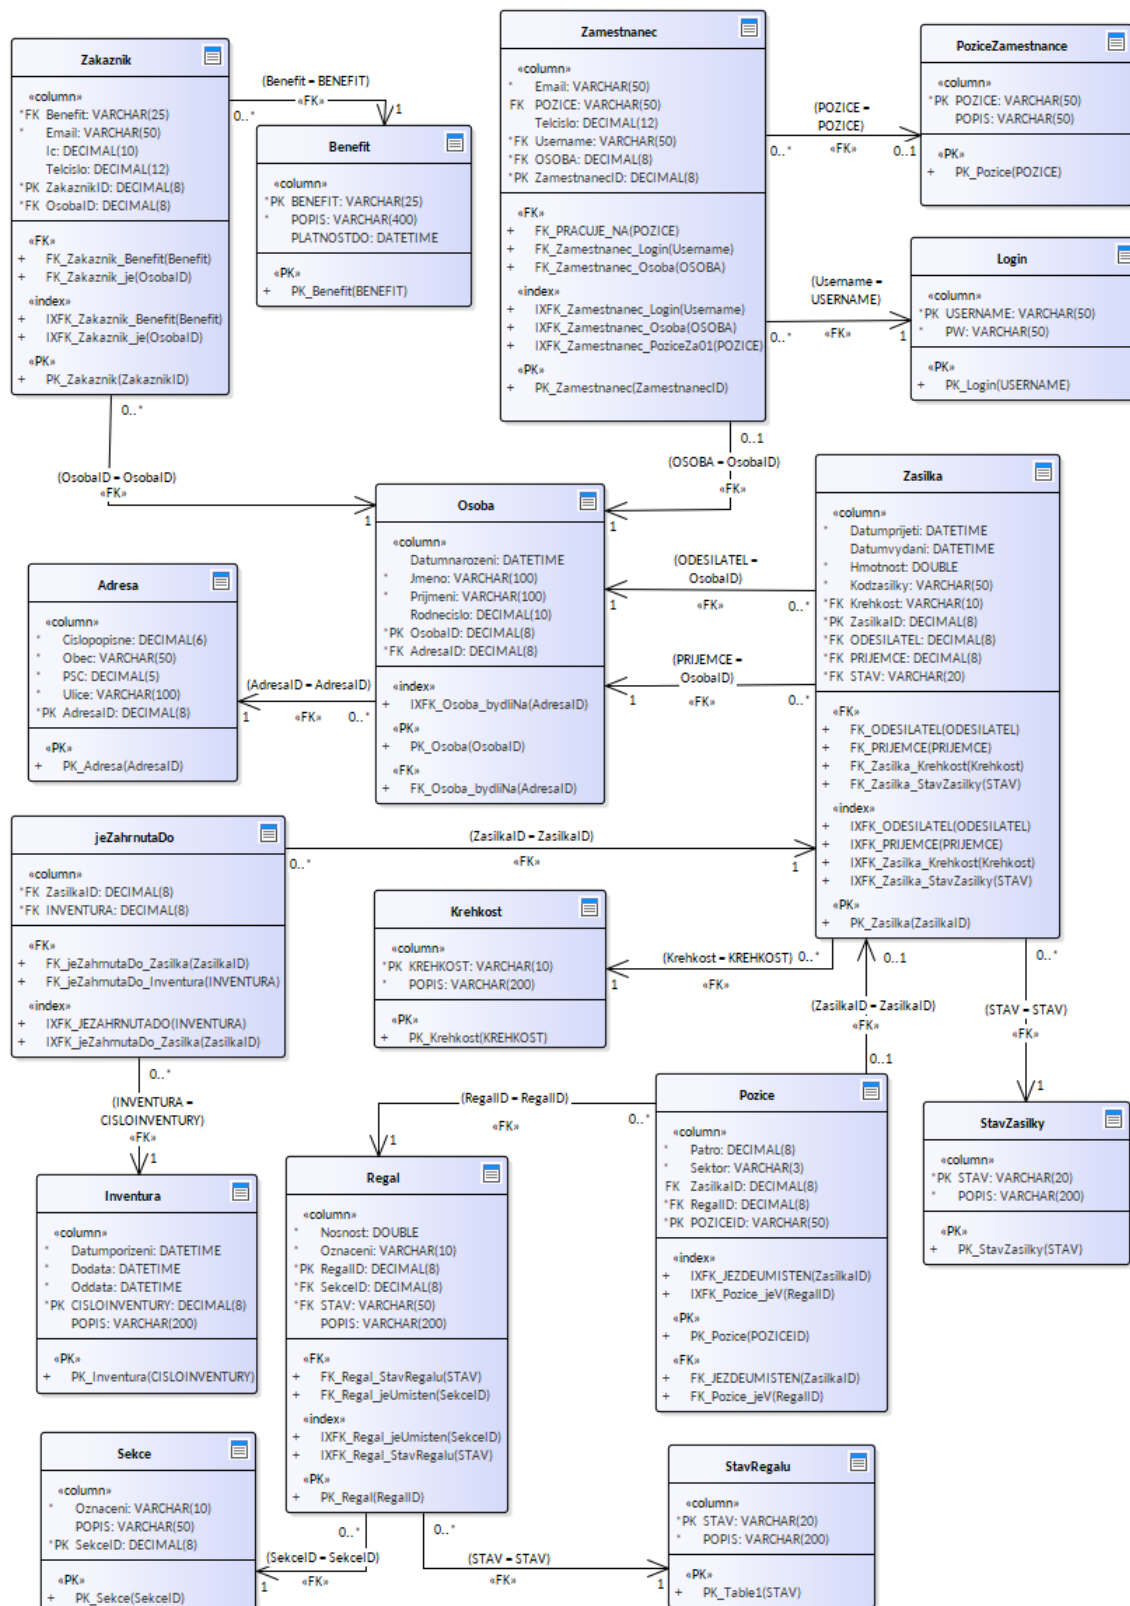 Zakaznik
«column»
*FK Benefit: VARCHAR(25)
* Email: VARCHAR(50)
Ic: DECIMAL(10)
Telcislo: DECIMAL(12)
*PK ZakaznikID: DECIMAL(8)
*FK OsobaID: DECIMAL(8)
«FK»
+ FK_Zakaznik_Benefit(Benefit)
+ FK_Zakaznik_je(OsobaID)
«index»
+ IXFK_Zakaznik_Benefit(Benefit)
+ IXFK_Zakaznik_je(OsobaID)
«PK»
+ PK_Zakaznik(ZakaznikID)
(Benefit = BENEFIT)
«FK»
0..*
1
Benefit
«column»
*PK BENEFIT: VARCHAR(25)
* POPIS: VARCHAR(400)
PLATNOSTDO: DATETIME
«PK»
+ PK_Benefit(BENEFIT)
Zamestnanec
«column»
* Email: VARCHAR(50)
FK POZICE: VARCHAR(50)
Telcislo: DECIMAL(12)
*FK Username: VARCHAR(50)
*FK OSOBA: DECIMAL(8)
*PK ZamestnanecID: DECIMAL(8)
«FK»
+ FK_PRACUJE_NA(POZICE)
+ FK_Zamestnanec_Login(Username)
+ FK_Zamestnanec_Osoba(OSOBA)
«index»
+ IXFK_Zamestnanec_Login(Username)
+ IXFK_Zamestnanec_Osoba(OSOBA)
+ IXFK_Zamestnanec_PoziceZa01(POZICE)
«PK»
+ PK_Zamestnanec(ZamestnanecID)
(POZICE =
POZICE)
0..*
«FK»
0..1
PoziceZamestnance
«column»
*PK POZICE: VARCHAR(50)
POPIS: VARCHAR(50)
«PK»
+ PK_Pozice(POZICE)
(Username =
USERNAME)
0..*
«FK»
1
Login
«column»
*PK USERNAME: VARCHAR(50)
* PW: VARCHAR(50)
«PK»
+ PK_Login(USERNAME)
0..*
(OsobaID = OsobaID)
«FK»
1
0..1
(OSOBA = OsobaID)
«FK»
1
Osoba
«column»
Datumnarozeni: DATETIME
* Jmeno: VARCHAR(100)
* Prijmeni: VARCHAR(100)
Rodnecislo: DECIMAL(10)
*PK OsobaID: DECIMAL(8)
*FK AdresaID: DECIMAL(8)
«index»
+ IXFK_Osoba_bydliNa(AdresaID)
«PK»
+ PK_Osoba(OsobaID)
«FK»
+ FK_Osoba_bydliNa(AdresaID)
(ODESILATEL =
OsobaID)
1
«FK»
0..*
(PRIJEMCE =
OsobaID)
1
«FK»
0..*
Zasilka
«column»
* Datumprijeti: DATETIME
Datumvydani: DATETIME
* Hmotnost: DOUBLE
* Kodzasilky: VARCHAR(50)
*FK Krehkost: VARCHAR(10)
*PK ZasilkaID: DECIMAL(8)
*FK ODESILATEL: DECIMAL(8)
*FK PRIJEMCE: DECIMAL(8)
*FK STAV: VARCHAR(20)
«FK»
+ FK_ODESILATEL(ODESILATEL)
+ FK_PRIJEMCE(PRIJEMCE)
+ FK_Zasilka_Krehkost(Krehkost)
+ FK_Zasilka_StavZasilky(STAV)
«index»
+ IXFK_ODESILATEL(ODESILATEL)
+ IXFK_PRIJEMCE(PRIJEMCE)
+ IXFK_Zasilka_Krehkost(Krehkost)
+ IXFK_Zasilka_StavZasilky(STAV)
«PK»
+ PK_Zasilka(ZasilkaID)
Adresa
«column»
* Cislopopisne: DECIMAL(6)
* Obec: VARCHAR(50)
* PSC: DECIMAL(5)
* Ulice: VARCHAR(100)
*PK AdresaID: DECIMAL(8)
«PK»
+ PK_Adresa(AdresaID)
(AdresaID = AdresaID)
1
«FK»
0..*
jeZahrnutaDo
«column»
*FK ZasilkaID: DECIMAL(8)
*FK INVENTURA: DECIMAL(8)
«FK»
+ FK_jeZahrnutaDo_Zasilka(ZasilkaID)
+ FK_jeZahrnutaDo_Inventura(INVENTURA)
«index»
+ IXFK_JEZAHRNUTADO(INVENTURA)
+ IXFK_jeZahrnutaDo_Zasilka(ZasilkaID)
(ZasilkaID = ZasilkaID)
0..*
«FK»
1
Krehkost
«column»
*PK KREHKOST: VARCHAR(10)
* POPIS: VARCHAR(200)
«PK»
+ PK_Krehkost(KREHKOST)
(Krehkost = KREHKOST)
0..*
1
«FK»
0..1
(ZasilkaID = ZasilkaID)
«FK»
0..1
0..*
(STAV = STAV)
«FK»
1
0..*
(INVENTURA =
CISLOINVENTURY)
«FK»
1
Inventura
«column»
* Datumporizeni: DATETIME
* Dodata: DATETIME
* Oddata: DATETIME
*PK CISLOINVENTURY: DECIMAL(8)
POPIS: VARCHAR(200)
«PK»
+ PK_Inventura(CISLOINVENTURY)
(RegalID = RegalID)
0..*
«FK»
1
Regal
«column»
* Nosnost: DOUBLE
* Oznaceni: VARCHAR(10)
*PK RegalID: DECIMAL(8)
*FK SekceID: DECIMAL(8)
*FK STAV: VARCHAR(50)
POPIS: VARCHAR(200)
«FK»
+ FK_Regal_StavRegalu(STAV)
+ FK_Regal_jeUmisten(SekceID)
«index»
+ IXFK_Regal_jeUmisten(SekceID)
+ IXFK_Regal_StavRegalu(STAV)
«PK»
+ PK_Regal(RegalID)
Pozice
«column»
* Patro: DECIMAL(8)
* Sektor: VARCHAR(3)
FK ZasilkaID: DECIMAL(8)
*FK RegalID: DECIMAL(8)
*PK POZICEID: VARCHAR(50)
«index»
+ IXFK_JEZDEUMISTEN(ZasilkaID)
+ IXFK_Pozice_jeV(RegalID)
«PK»
+ PK_Pozice(POZICEID)
«FK»
+ FK_JEZDEUMISTEN(ZasilkaID)
+ FK_Pozice_jeV(RegalID)
StavZasilky
«column»
*PK STAV: VARCHAR(20)
* POPIS: VARCHAR(200)
«PK»
+ PK_StavZasilky(STAV)
Sekce
«column»
* Oznaceni: VARCHAR(10)
POPIS: VARCHAR(50)
*PK SekceID: DECIMAL(8)
«PK»
+ PK_Sekce(SekceID)
0..*
(SekceID = SekceID)
1
«FK»
0..*
(STAV = STAV)
«FK»
1
StavRegalu
«column»
*PK STAV: VARCHAR(20)
* POPIS: VARCHAR(200)
«PK»
+ PK_Table1(STAV)